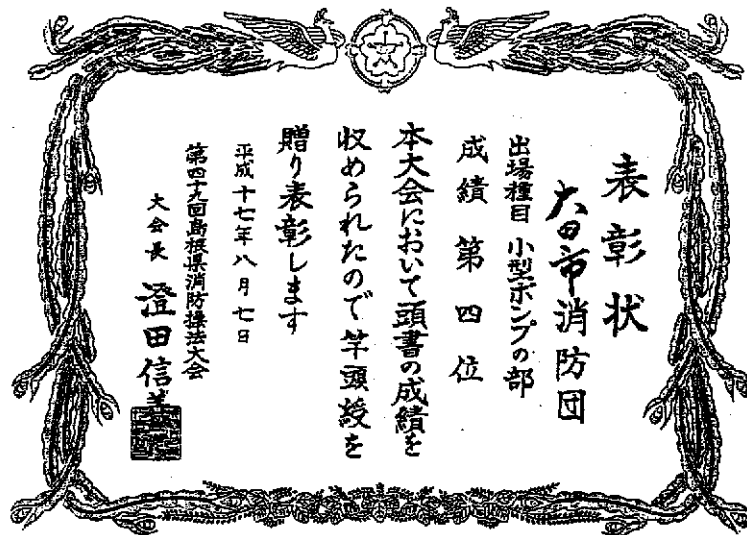 表彰状
大田市消防団
出場種目 小型ポンプの部
成績 第四位
本大会において頭書の成績を
収められたので竿頭綬を
贈り表彰します
平成十七年八月七日
第四十九回島根県消防操法大会
大会長 澄田信義